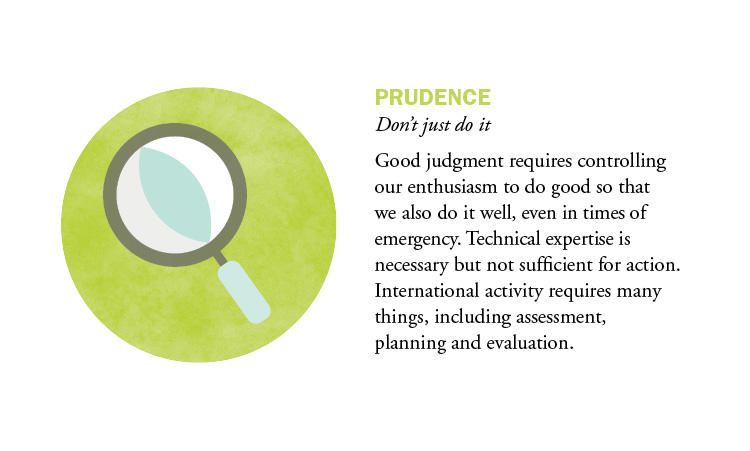 PRUDENCE
Don’t just do it
Good judgment requires controlling
our enthusiasm to do good so that
we also do it well, even in times of
emergency. Technical expertise is
necessary but not sufficient for action.
International activity requires many
things, including assessment,
planning and evaluation.